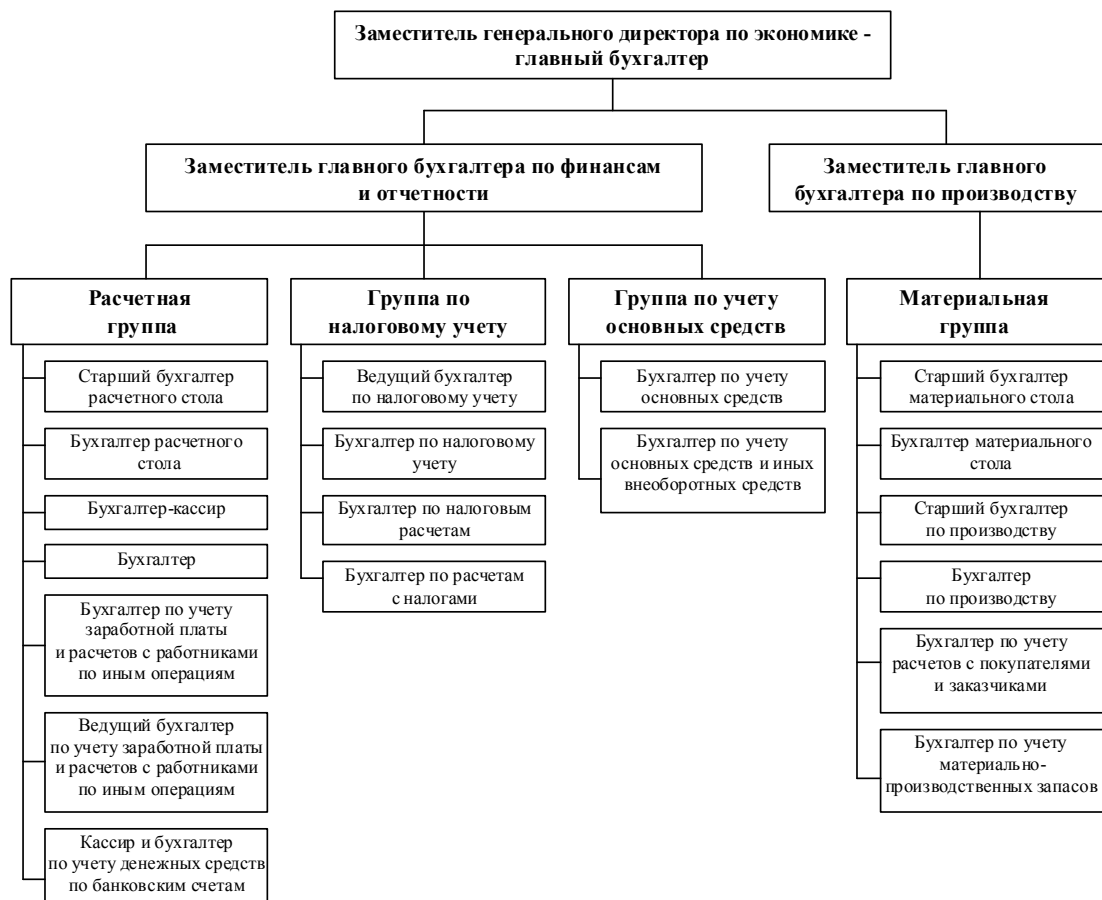 Заместитель генерального директора по экономике -
главный бухгалтер
Заместитель главного бухгалтера по финансам
и отчетности
Заместитель главного
бухгалтера по производству
Расчетная
группа
Старший бухгалтер
расчетного стола
Бухгалтер расчетного
стола
Бухгалтер-кассир
Бухгалтер
Бухгалтер по учету
заработной платы
и расчетов с работниками
по иным операциям
Ведущий бухгалтер
по учету заработной платы
и расчетов с работниками
по иным операциям
Кассир и бухгалтер
по учету денежных средств
по банковским счетам
Группа по
налоговому учету
Ведущий бухгалтер
по налоговому учету
Бухгалтер по налоговому
учету
Бухгалтер по налоговым
расчетам
Бухгалтер по расчетам
с налогами
Группа по учету
основных средств
Бухгалтер по учету
основных средств
Бухгалтер по учету
основных средств и иных
внеоборотных средств
Материальная
группа
Старший бухгалтер
материального стола
Бухгалтер материального
стола
Старший бухгалтер
по производству
Бухгалтер
по производству
Бухгалтер по учету
расчетов с покупателями
и заказчиками
Бухгалтер по учету
материально-
производственных запасов